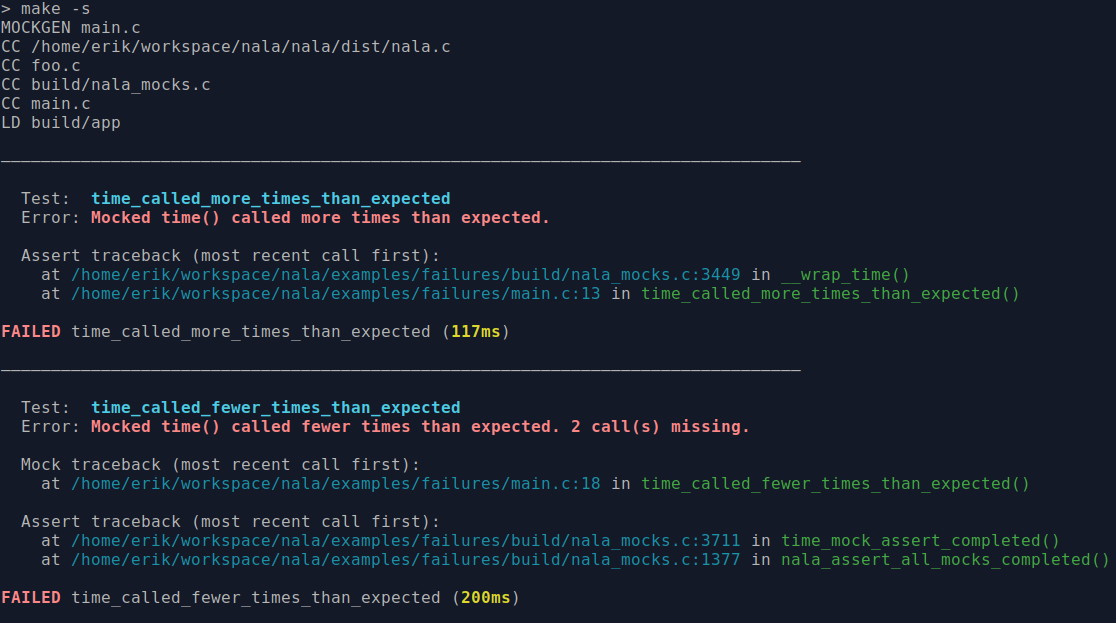 > make -s
MOCKGEN main.c
CC /home/erik/workspace/nala/nala/dist/nala.c
CC foo.c
CC build/nala_mocks.c
CC main.c
LD build/app
Test:  time_called_more_times_than_expected
Error: Mocked time() called more times than expected.
Assert traceback (most recent call first):
at /home/erik/workspace/nala/examples/failures/build/nala_mocks.c:3449 in __wrap_time()
at /home/erik/workspace/nala/examples/failures/main.c:13 in time_called_more_times_than_expected()
FAILED time_called_more_times_than_expected (117ms)
Test:  time_called_fewer_times_than_expected
Error: Mocked time() called fewer times than expected. 2 call(s) missing.
Mock traceback (most recent call first):
at /home/erik/workspace/nala/examples/failures/main.c:18 in time_called_fewer_times_than_expected()
Assert traceback (most recent call first):
at /home/erik/workspace/nala/examples/failures/build/nala_mocks.c:3711 in time_mock_assert_completed()
at /home/erik/workspace/nala/examples/failures/build/nala_mocks.c:1377 in nala_assert_all_mocks_completed()
FAILED time_called_fewer_times_than_expected (200ms)